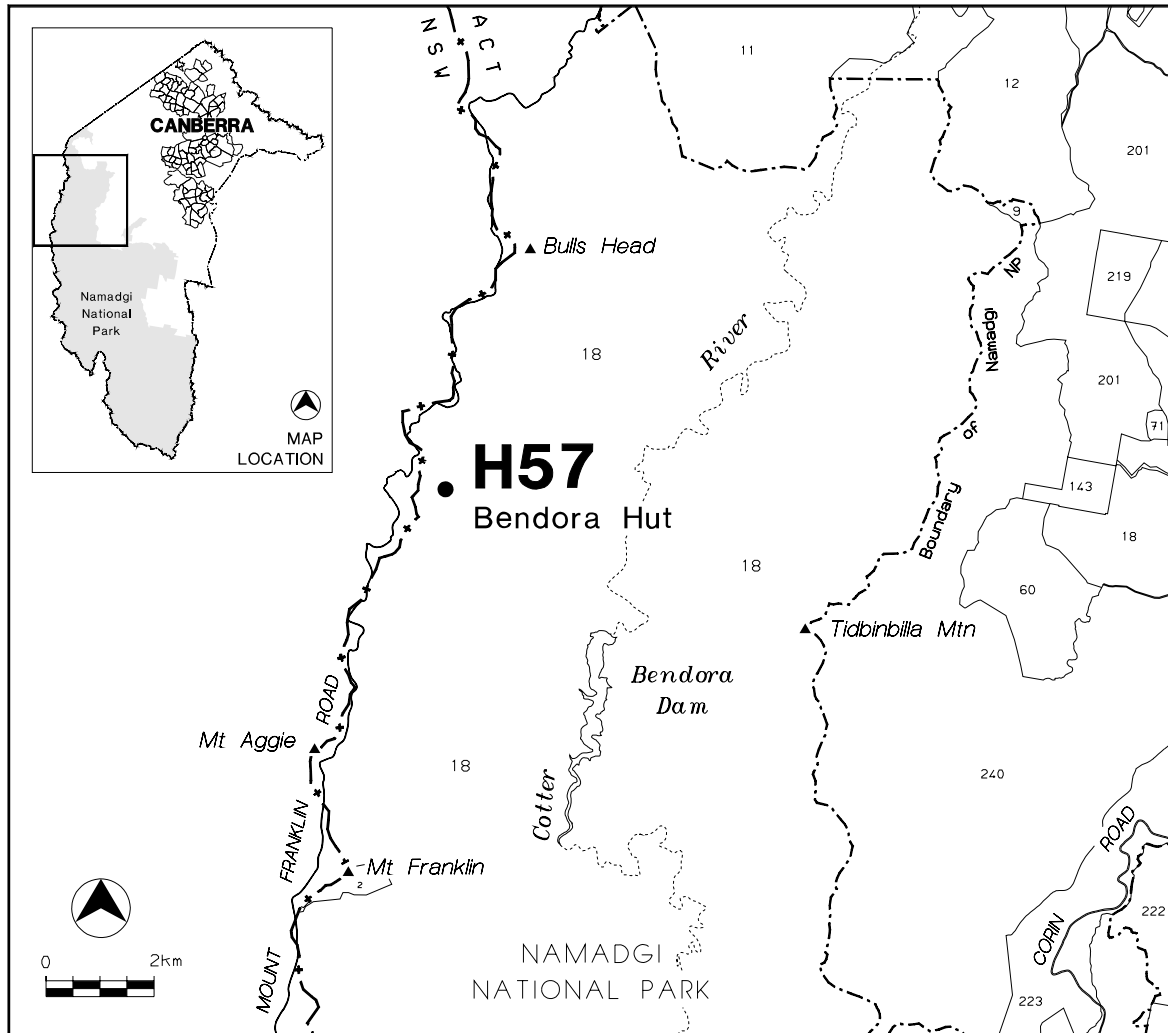 ACT
NSW
11
12
CANBERRA
201
9
Bulls Head
NP
219
Namadgi
National
Park
River
Namadgi
18
201
71
MAP
LOCATION
of
H57
Bendora Hut
143
Boundary
18
18
60
Tidbinbilla Mtn
Bendora
Dam
ROAD
Mt Aggie
18
240
Cotter
FRANKLIN
ROAD
Mt Franklin
2
222
CORIN
NAMADGI
NATIONAL PARK
0 2km
MOUNT
223